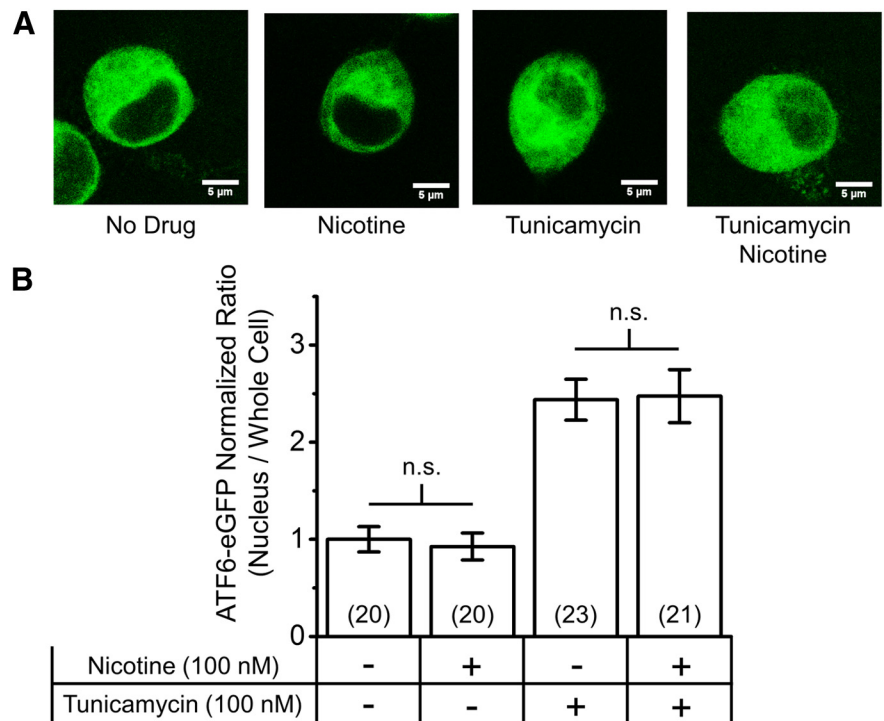 A
5 µm
5 µm
5 µm
5 µm
No Drug
Nicotine
Tunicamycin
Tunicamycin
Nicotine
B
ATF6-eGFP Normalized Ratio
(Nucleus / Whole Cell)
3
2
1
0
n.s.
n.s.
(20)
(20)
(23)
(21)
Nicotine (100 nM) - + - +
Tunicamycin (100 nM) - - + +